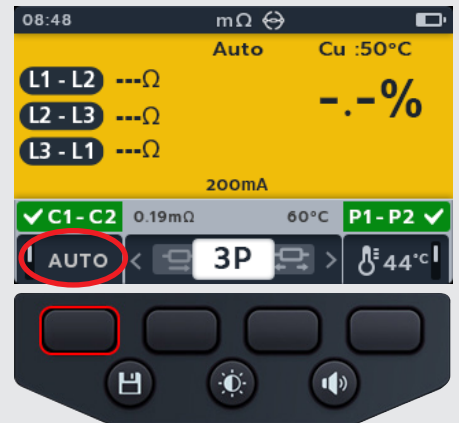 08:48 mΩ
Auto Cu :50°C
L1 - L2 ---Ω
-.-%
L2 - L3 ---Ω
L3 - L1 ---Ω
200mA
✓ C1 - C2 0.19mΩ 60°C P1 - P2 ✓
AUTO < 3P > 44°C